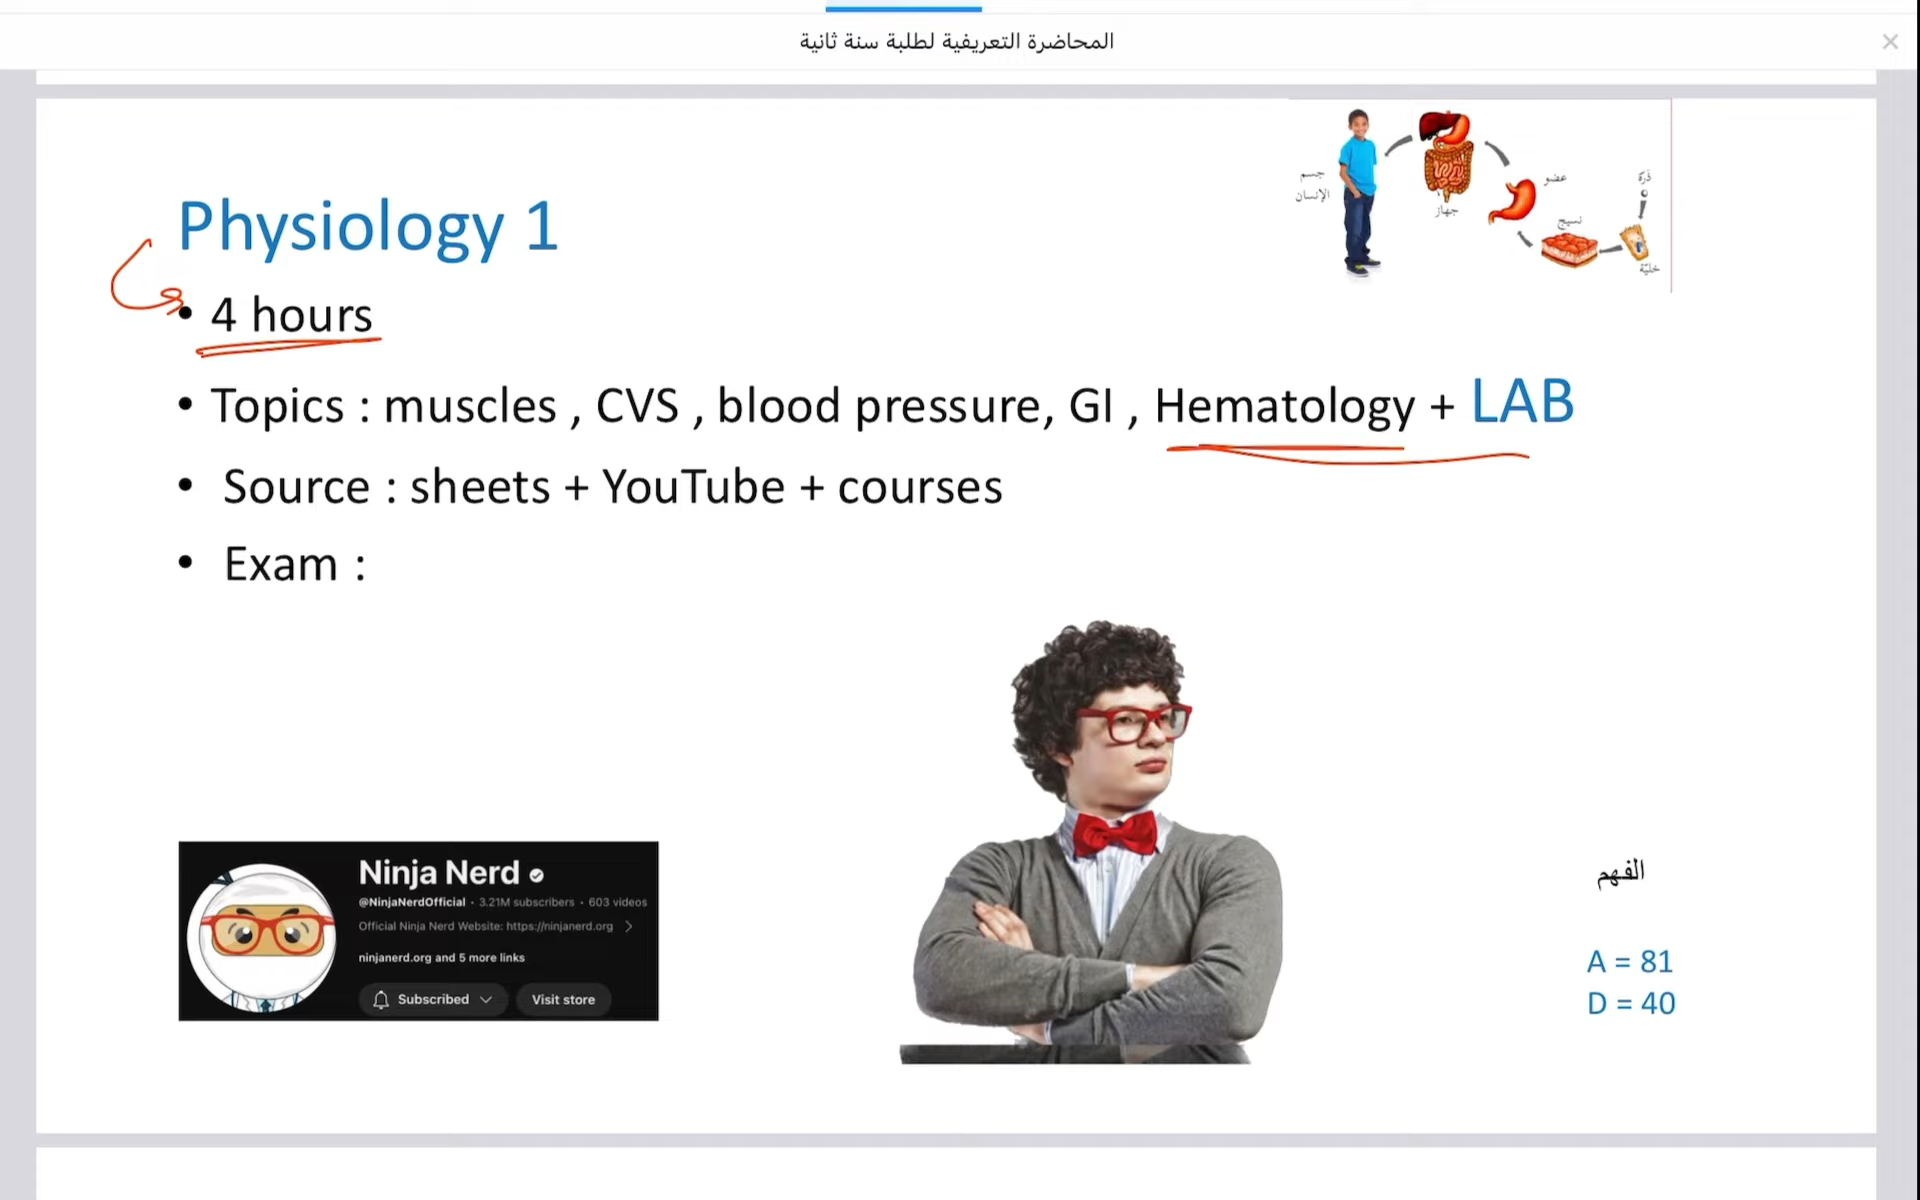 المحاضرة التعريفية لطلبة سنة ثانية
جسم
الإنسان
جهاز
عضو
نسيج
ذرّة
خليّة
Physiology 1
• 4 hours
• Topics : muscles , CVS , blood pressure, GI , Hematology + LAB
• Source : sheets + YouTube + courses
• Exam :
Ninja Nerd
@NinjaNerdOfficial · 3.21M subscribers · 603 videos
Official Ninja Nerd Website: https://ninjanerd.org
ninjanerd.org and 5 more links
Subscribed
Visit store
الفهم
A = 81
D = 40